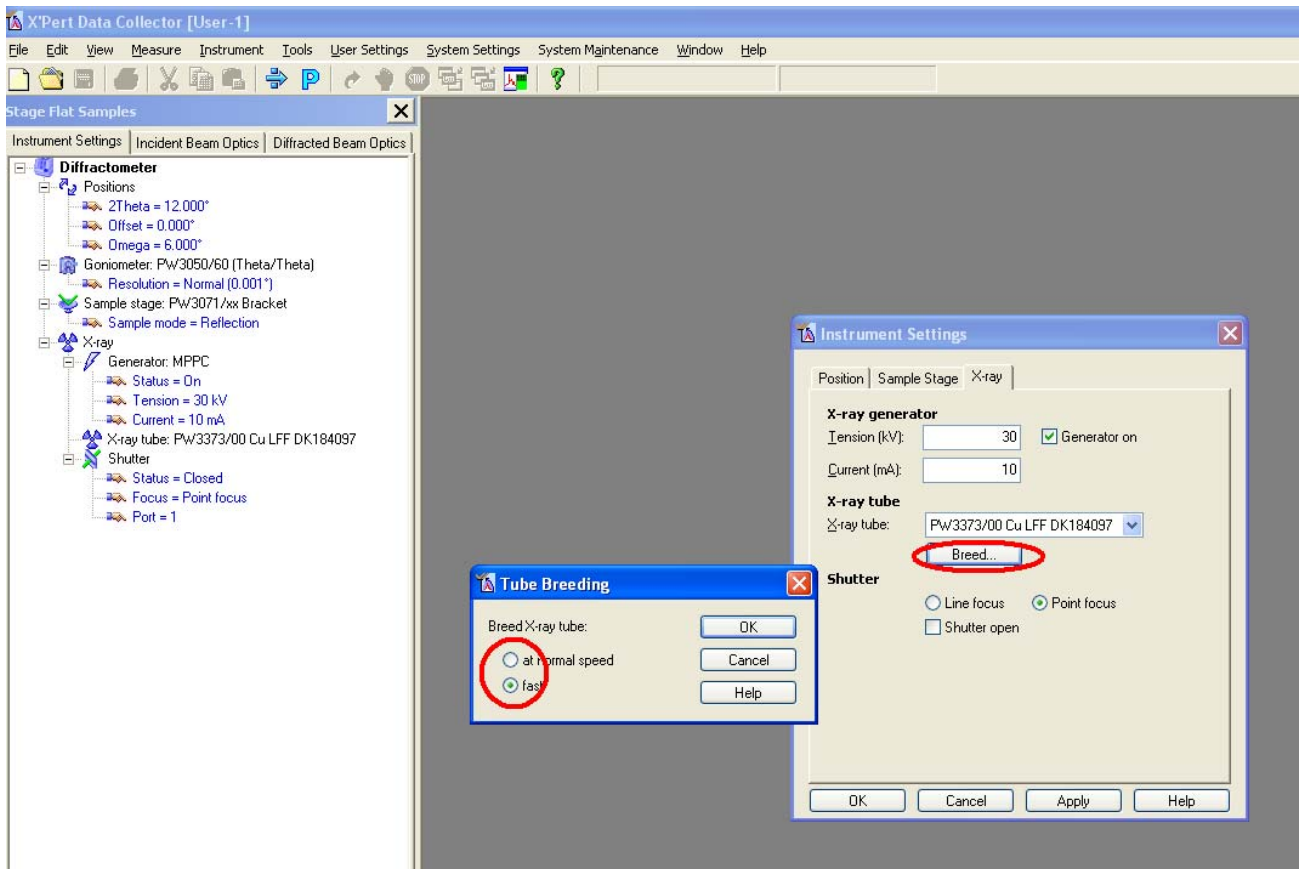 X'Pert Data Collector [User-1]
File Edit View Measure Instrument Tools User Settings System Settings System Maintenance Window Help
STOP
Stage Flat Samples
Instrument Settings Incident Beam Optics Diffracted Beam Optics
Diffractometer
Positions
2Theta = 12.000°
Offset = 0.000°
Omega = 6.000°
Goniometer: PW3050/60 (Theta/Theta)
Resolution = Normal (0.001°)
Sample stage: PW3071/xx Bracket
Sample mode = Reflection
X-ray
Generator: MPPC
Status = On
Tension = 30 kV
Current = 10 mA
X-ray tube: PW3373/00 Cu LFF DK184097
Shutter
Status = Closed
Focus = Point focus
Port = 1
Tube Breeding
Breed X-ray tube:
at normal speed
fast
OK
Cancel
Help
Instrument Settings
Position Sample Stage X-ray
X-ray generator
Tension (kV): 30 Generator on
Current (mA): 10
X-ray tube
X-ray tube: PW3373/00 Cu LFF DK184097
Breed...
Shutter
Line focus Point focus
Shutter open
OK Cancel Apply Help